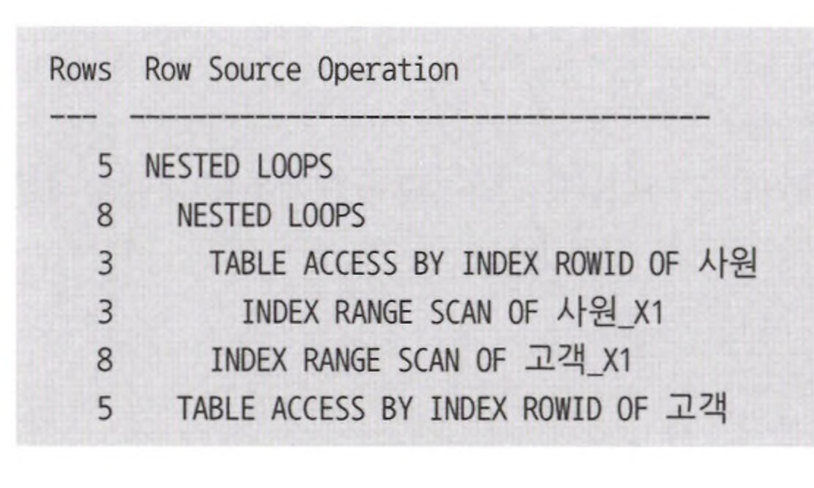 Rows  Row Source Operation
---  -------------------------------------
5  NESTED LOOPS
8    NESTED LOOPS
3      TABLE ACCESS BY INDEX ROWID OF 사원
3        INDEX RANGE SCAN OF 사원_X1
8      INDEX RANGE SCAN OF 고객_X1
5    TABLE ACCESS BY INDEX ROWID OF 고객